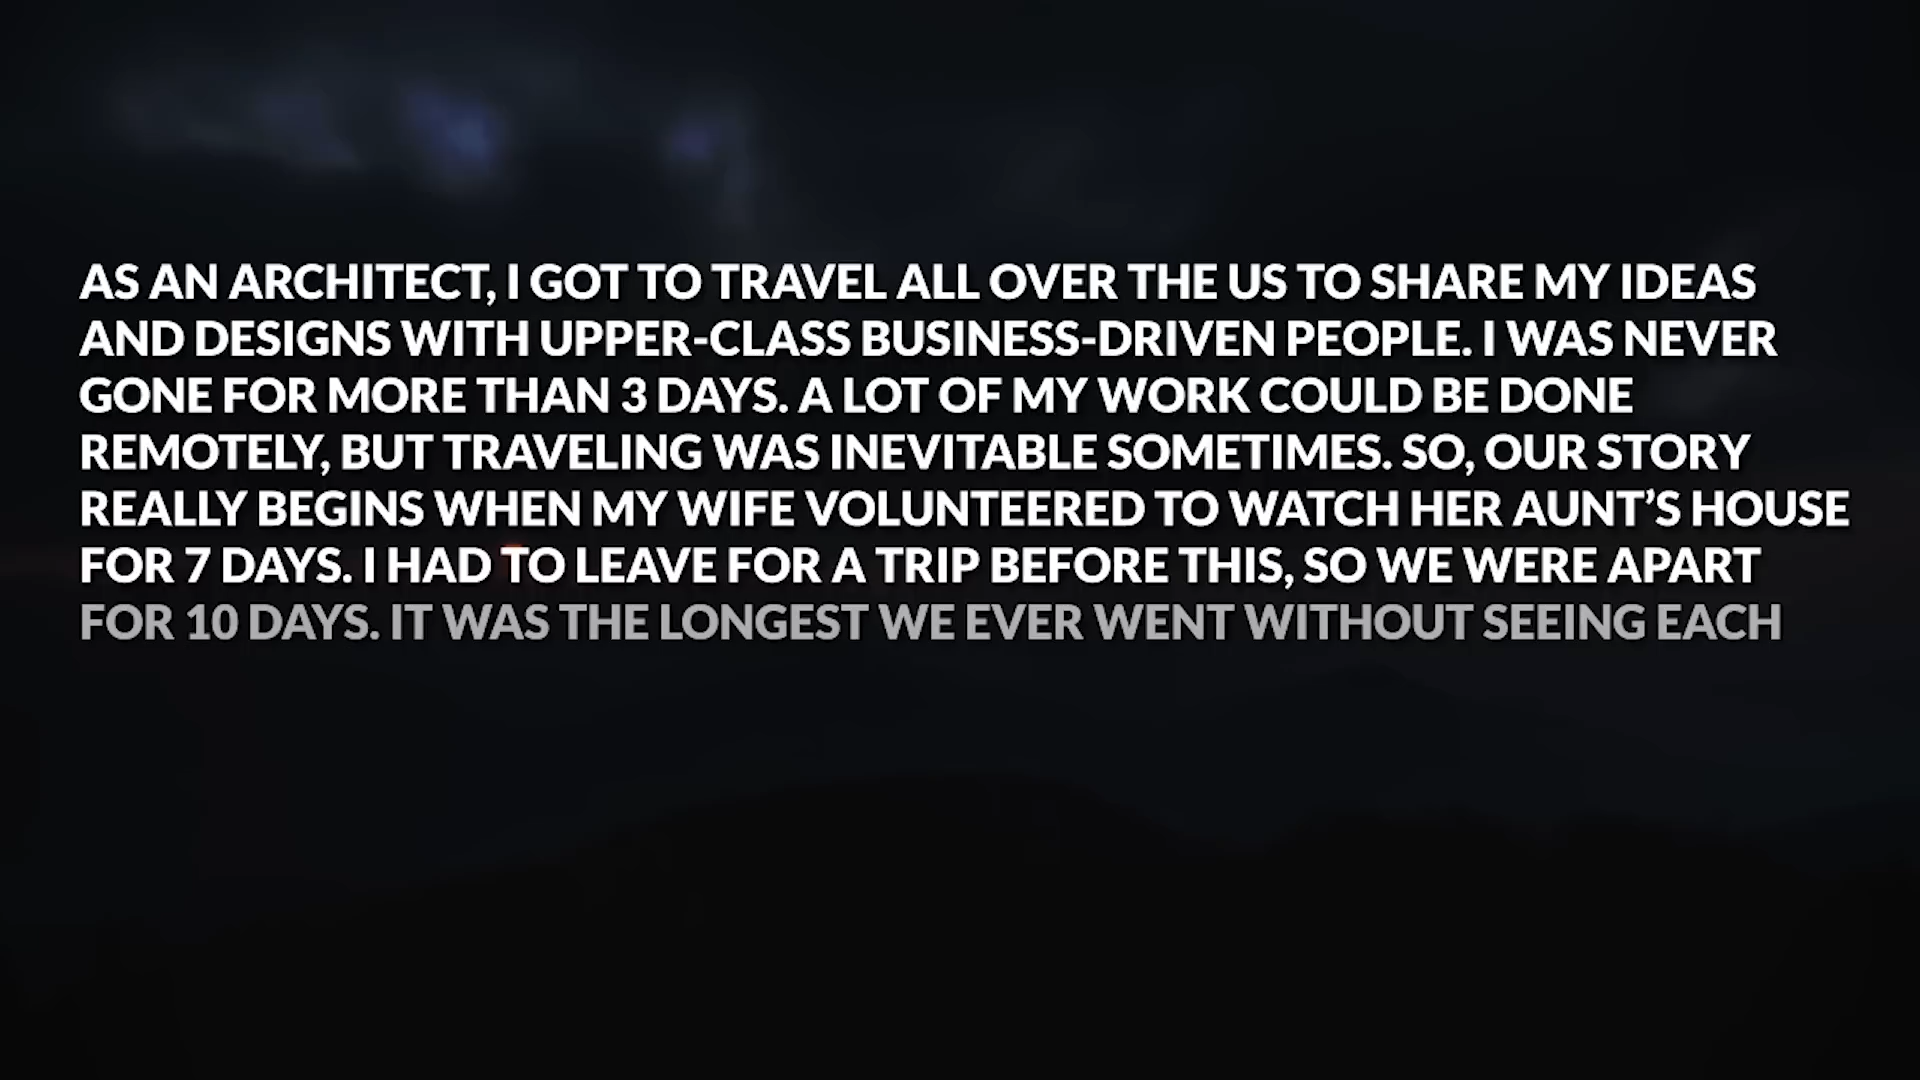 AS AN ARCHITECT, I GOT TO TRAVEL ALL OVER THE US TO SHARE MY IDEAS
AND DESIGNS WITH UPPER-CLASS BUSINESS-DRIVEN PEOPLE. I WAS NEVER
GONE FOR MORE THAN 3 DAYS. A LOT OF MY WORK COULD BE DONE
REMOTELY, BUT TRAVELING WAS INEVITABLE SOMETIMES. SO, OUR STORY
REALLY BEGINS WHEN MY WIFE VOLUNTEERED TO WATCH HER AUNT’S HOUSE
FOR 7 DAYS. I HAD TO LEAVE FOR A TRIP BEFORE THIS, SO WE WERE APART
FOR 10 DAYS. IT WAS THE LONGEST WE EVER WENT WITHOUT SEEING EACH